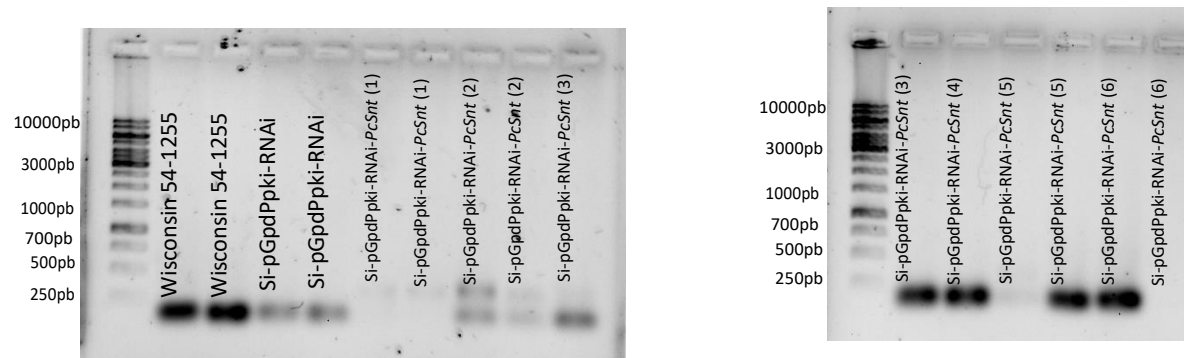 10000pb
3000pb
1000pb
700pb
500pb
250pb
Wisconsin 54-1255
Wisconsin 54-1255
Si-pGpdPpki-RNAi
Si-pGpdPpki-RNAi
Si-pGpdPpki-RNAi-PcSnt (1)
Si-pGpdPpki-RNAi-PcSnt (1)
Si-pGpdPpki-RNAi-PcSnt (2)
Si-pGpdPpki-RNAi-PcSnt (2)
Si-pGpdPpki-RNAi-PcSnt (3)
10000pb
3000pb
1000pb
700pb
500pb
250pb
Si-pGpdPpki-RNAi-PcSnt (3)
Si-pGpdPpki-RNAi-PcSnt (4)
Si-pGpdPpki-RNAi-PcSnt (5)
Si-pGpdPpki-RNAi-PcSnt (5)
Si-pGpdPpki-RNAi-PcSnt (6)
Si-pGpdPpki-RNAi-PcSnt (6)